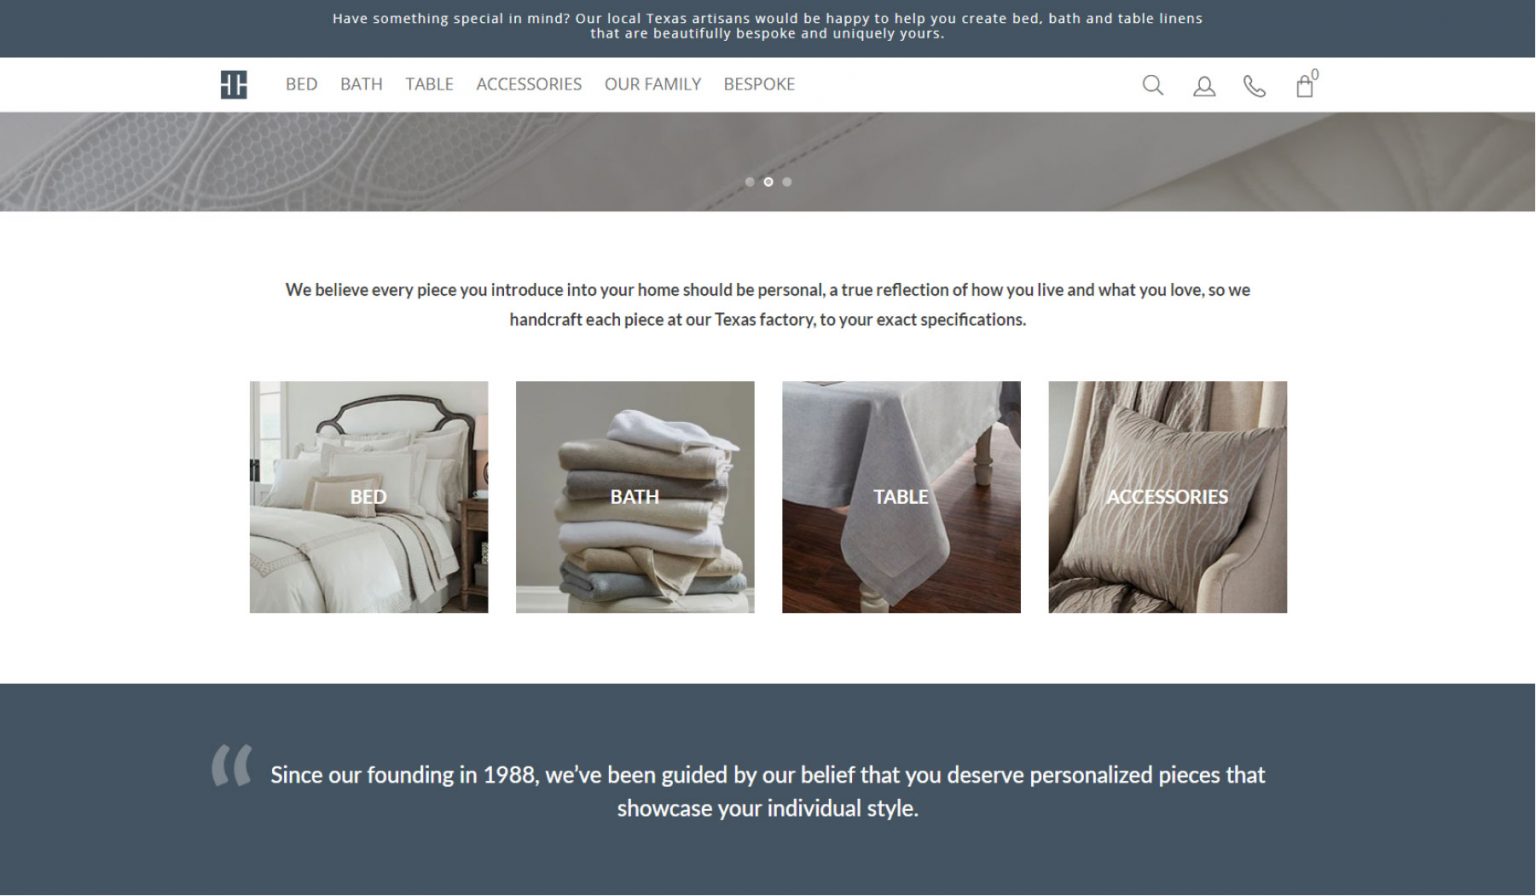 Have something special in mind? Our local Texas artisans would be happy to help you create bed, bath and table linens
that are beautifully bespoke and uniquely yours.
BED BATH TABLE ACCESSORIES OUR FAMILY BESPOKE
0
We believe every piece you introduce into your home should be personal, a true reflection of how you live and what you love, so we
handcraft each piece at our Texas factory, to your exact specifications.
BED
BATH
TABLE
ACCESSORIES
“
Since our founding in 1988, we’ve been guided by our belief that you deserve personalized pieces that
showcase your individual style.